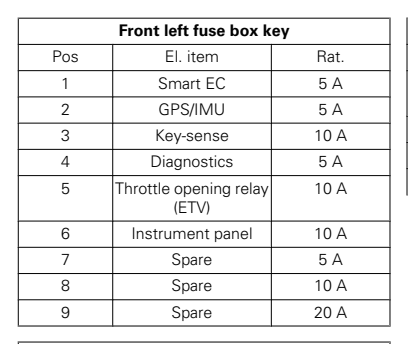 Front left fuse box key
Pos El. item Rat.
1 Smart EC 5 A
2 GPS/IMU 5 A
3 Key-sense 10 A
4 Diagnostics 5 A
5 Throttle opening relay 10 A
(ETV)
6 Instrument panel 10 A
7 Spare 5 A
8 Spare 10 A
9 Spare 20 A